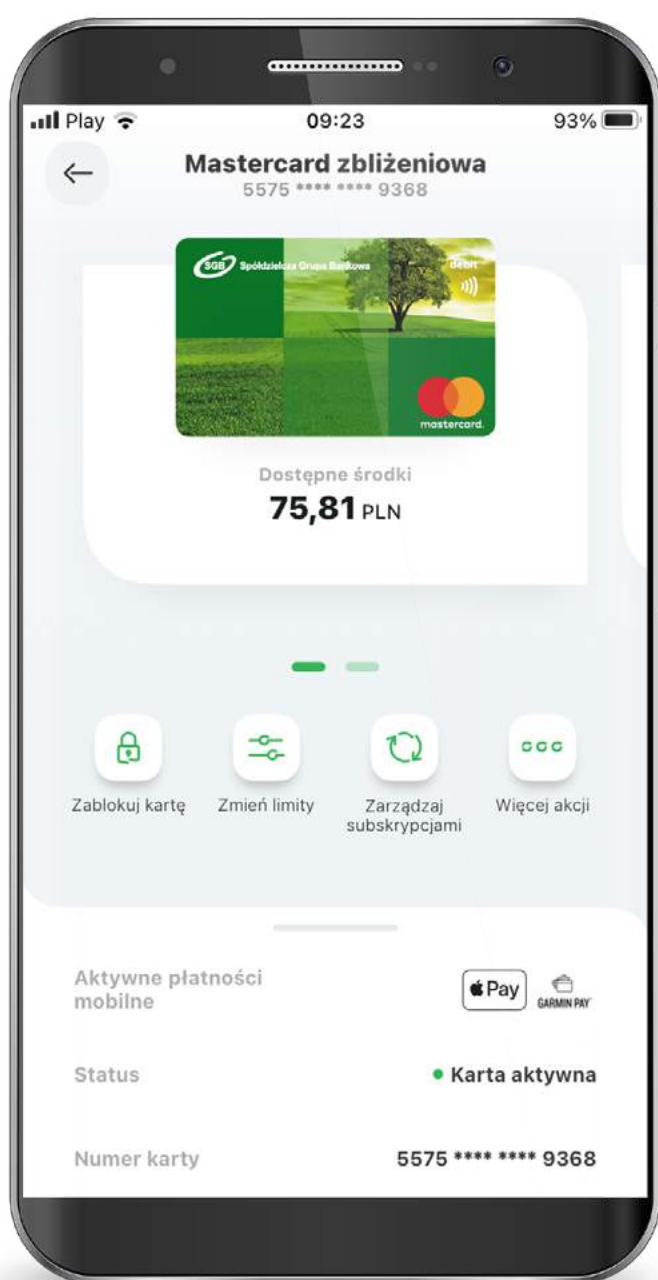 Play 09:23 93%
Mastercard zbliżeniowa
5575 **** **** 9368
SGB Spółdzielcza Grupa Bankowa debit
mastercard.
Dostępne środki
75,81 PLN
Zablokuj kartę Zmień limity Zarządzaj subskrypcjami Więcej akcji
Aktywne płatności
mobilne
Pay GARMIN PAY
Status Karta aktywna
Numer karty 5575 **** **** 9368